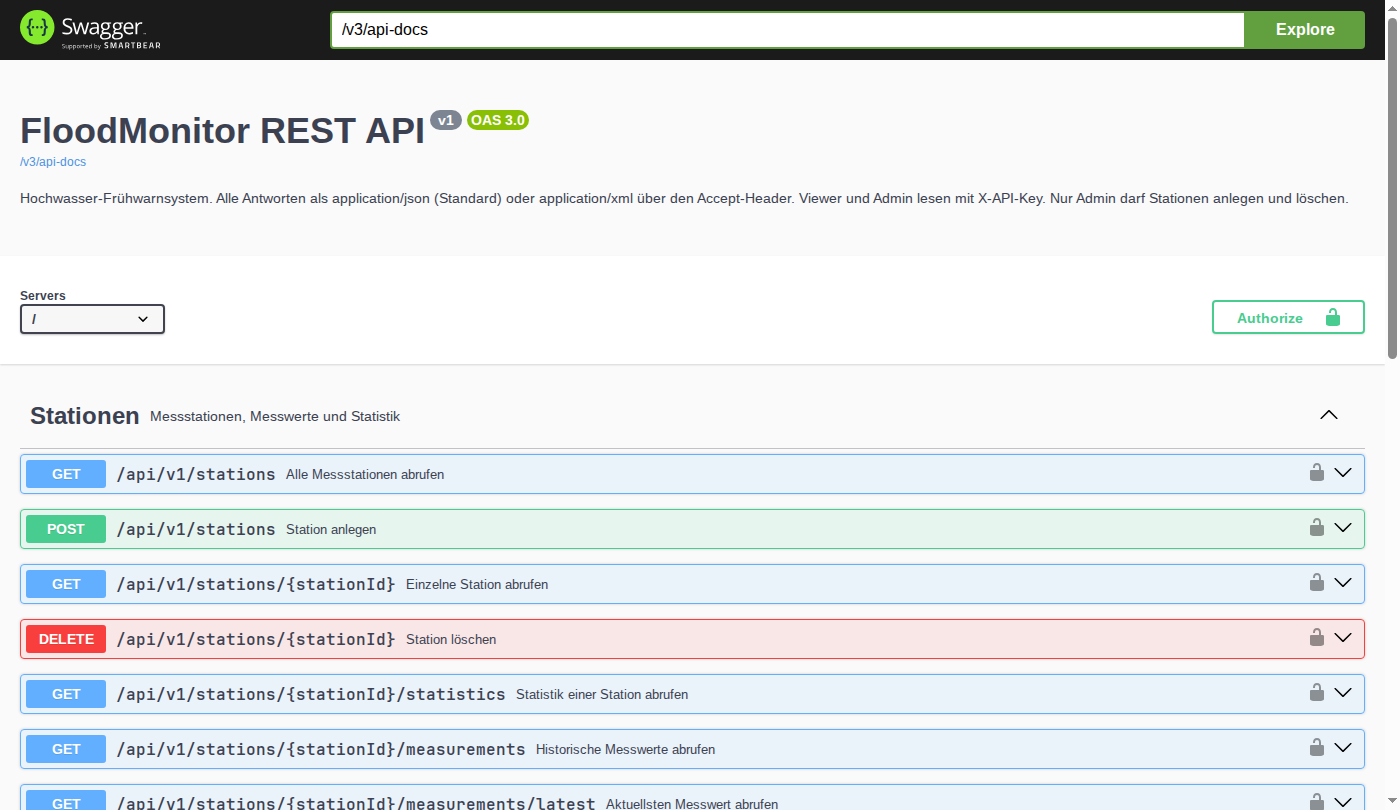 {···} Swagger™
Supported by SMARTBEAR
/v3/api-docs
Explore
FloodMonitor REST API v1 OAS 3.0
/v3/api-docs
Hochwasser-Frühwarnsystem. Alle Antworten als application/json (Standard) oder application/xml über den Accept-Header. Viewer und Admin lesen mit X-API-Key. Nur Admin darf Stationen anlegen und löschen.
Servers
/
Authorize
Stationen Messstationen, Messwerte und Statistik
GET /api/v1/stations Alle Messstationen abrufen
POST /api/v1/stations Station anlegen
GET /api/v1/stations/{stationId} Einzelne Station abrufen
DELETE /api/v1/stations/{stationId} Station löschen
GET /api/v1/stations/{stationId}/statistics Statistik einer Station abrufen
GET /api/v1/stations/{stationId}/measurements Historische Messwerte abrufen
GET /api/v1/stations/{stationId}/measurements/latest Aktuellsten Messwert abrufen